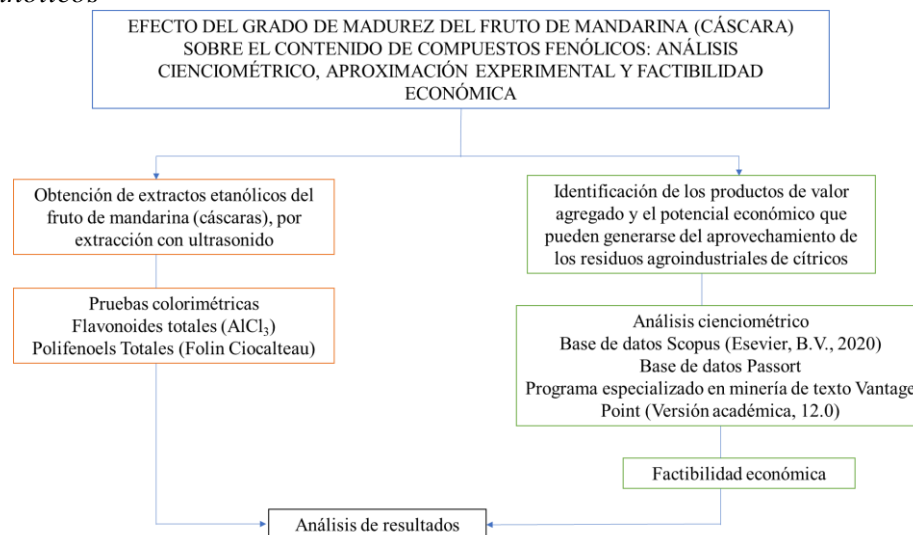 EFECTO DEL GRADO DE MADUREZ DEL FRUTO DE MANDARINA (CÁSCARA)
SOBRE EL CONTENIDO DE COMPUESTOS FENÓLICOS: ANÁLISIS
CIENCIOMÉTRICO, APROXIMACIÓN EXPERIMENTAL Y FACTIBILIDAD
ECONÓMICA
Obtención de extractos etanólicos del
fruto de mandarina (cáscaras), por
extracción con ultrasonido
Pruebas colorimétricas
Flavonoides totales (AlCl₃)
Polifenoels Totales (Folin Ciocalteau)
Identificación de los productos de valor
agregado y el potencial económico que
pueden generarse del aprovechamiento de
los residuos agroindustriales de cítricos
Análisis cienciométrico
Base de datos Scopus (Esevier, B.V., 2020)
Base de datos Passort
Programa especializado en minería de texto Vantage
Point (Versión académica, 12.0)
Factibilidad económica
Análisis de resultados